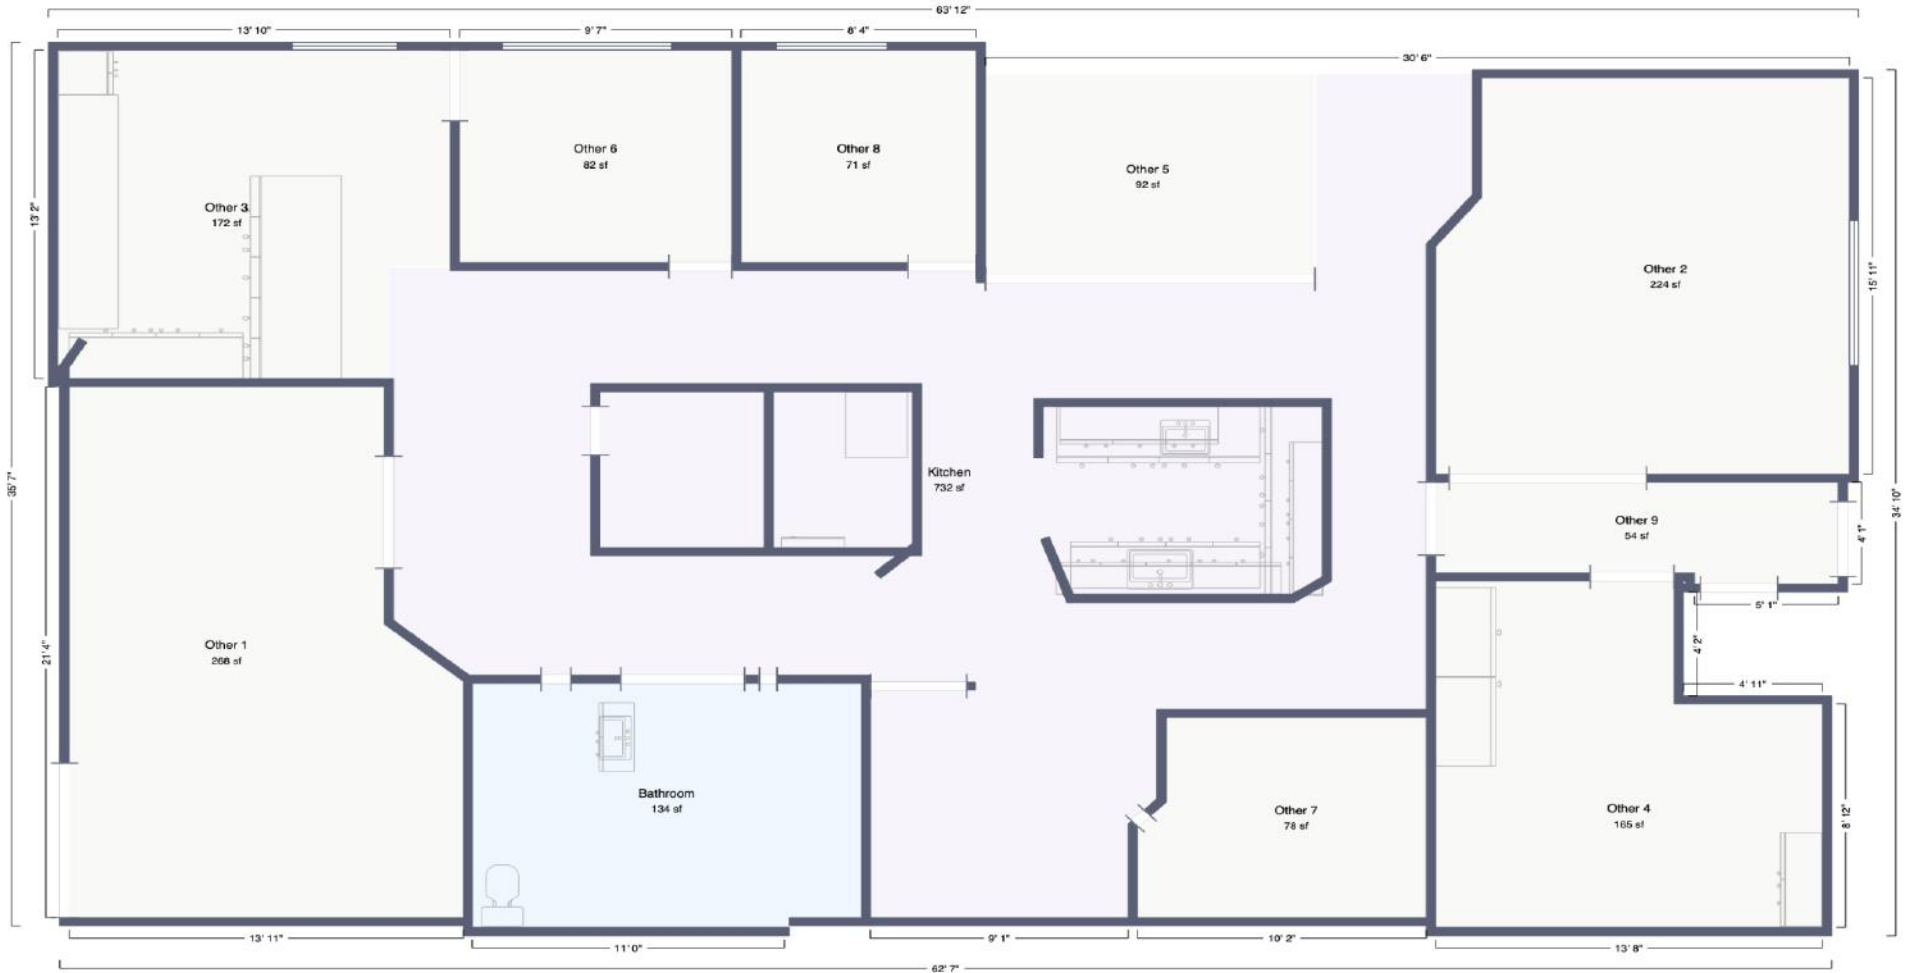 63' 12"
13' 10"
9' 7"
8' 4"
30' 6"
Other 6
82 sf
Other 8
71 sf
Other 5
92 sf
Other 3
172 sf
13' 2"
Other 2
224 sf
15' 11"
Kitchen
732 sf
35' 7"
34' 10"
Other 9
54 sf
4' 1"
5' 1"
4' 2"
4' 11"
Other 1
268 sf
21' 4"
Bathroom
134 sf
Other 7
78 sf
Other 4
165 sf
8' 12"
13' 11"
11' 0"
9' 1"
10' 2"
13' 8"
62' 7"